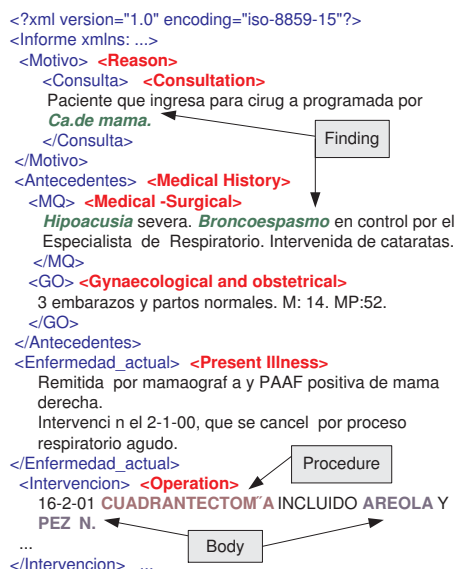 <?xml version="1.0" encoding="iso-8859-15"?>
<Informe xmlns: ...>
<Motivo> <Reason>
<Consulta> <Consultation>
Paciente que ingresa para cirug a programada por
Ca.de mama.
</Consulta>
Finding
</Motivo>
<Antecedentes> <Medical History>
<MQ> <Medical -Surgical>
Hipoacusia severa. Broncoespasmo en control por el
Especialista de Respiratorio. Intervenida de cataratas.
</MQ>
<GO> <Gynaecological and obstetrical>
3 embarazos y partos normales. M: 14. MP:52.
</GO>
</Antecedentes>
<Enfermedad_actual> <Present Illness>
Remitida por mamaograf a y PAAF positiva de mama
derecha.
Intervenci n el 2-1-00, que se cancel por proceso
respiratorio agudo.
</Enfermedad_actual>
Procedure
<Intervencion> <Operation>
16-2-01 CUADRANTECTOM˝A INCLUIDO AREOLA Y
PEZ N.
...
Body
</Intervencion> ...